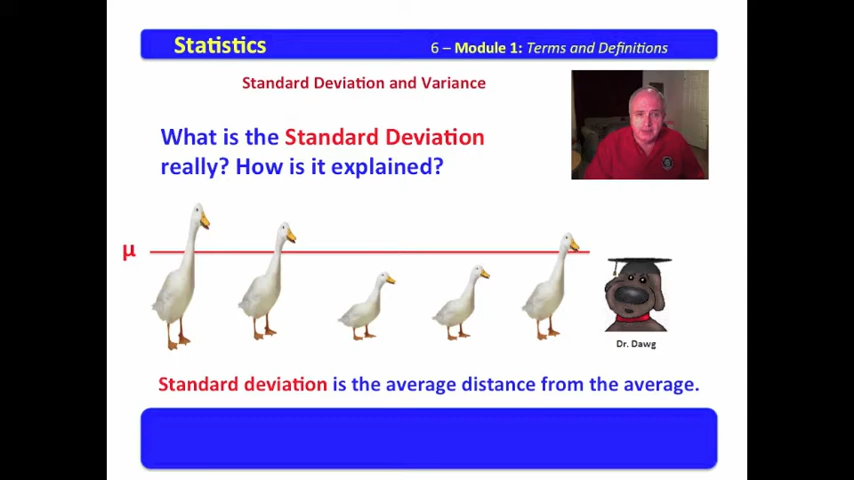 Statistics
6 – Module 1: Terms and Definitions
Standard Deviation and Variance
What is the Standard Deviation
really? How is it explained?
μ
Dr. Dawg
Standard deviation is the average distance from the average.